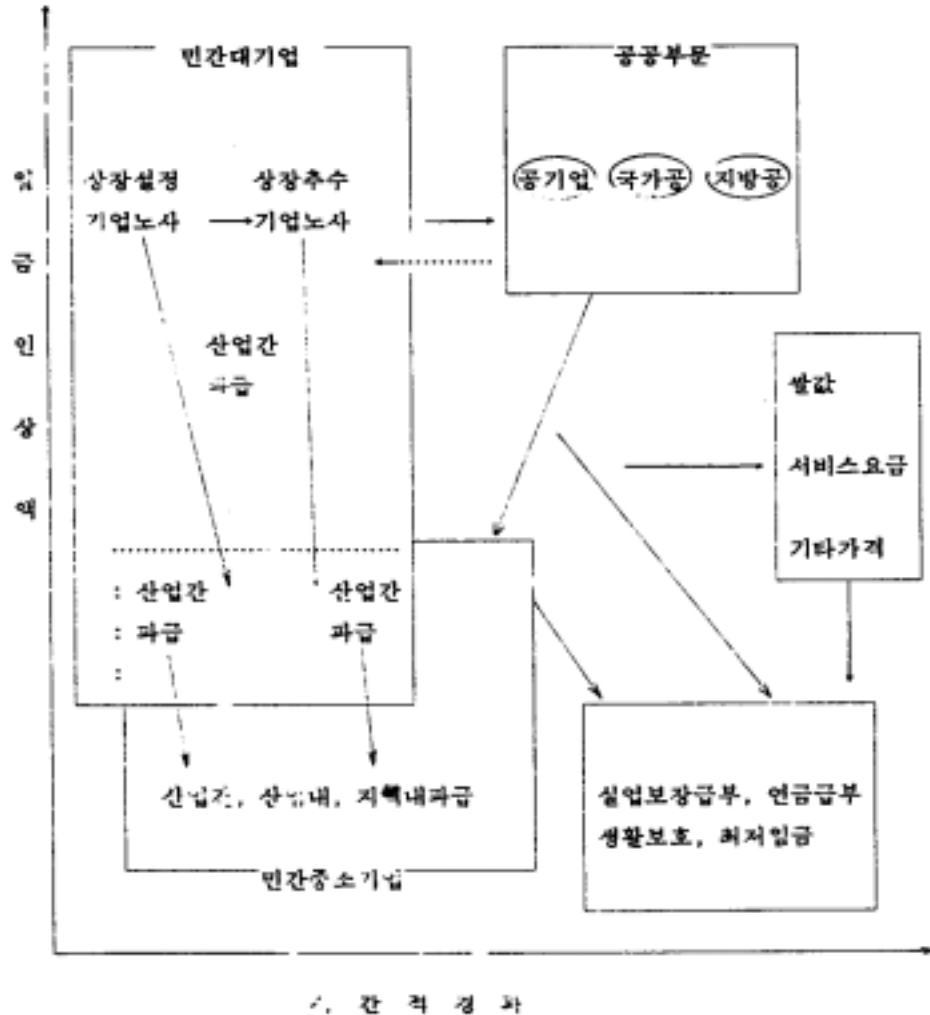 민간대기업
공공부문
임금인상액
상장설정
기업노사
상장추수
기업노사
공기업
국가공
지방공
산업간
파급
쌀값
서비스요금
기타가격
: 산업간
: 파급
:
산업간
파급
산업간, 산업내, 지역내파급
민간중소기업
실업보장급부, 연금급부
생활보호, 최저임금
간적경과